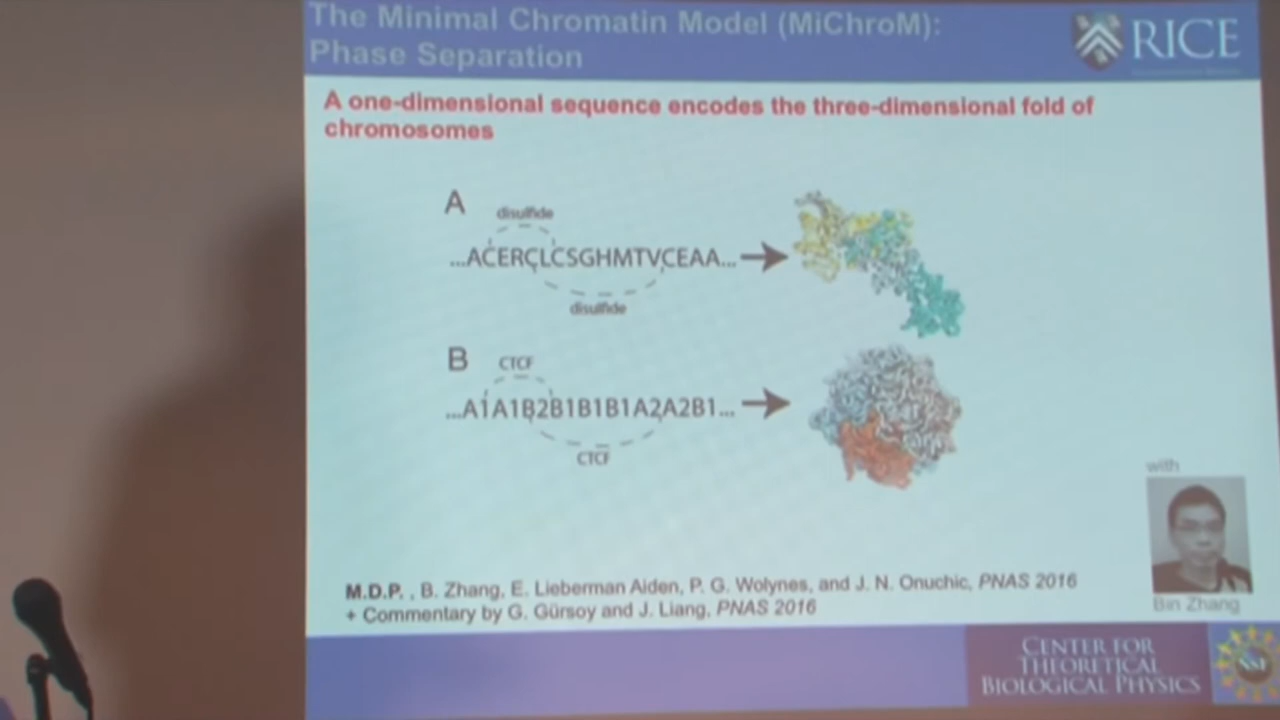 The Minimal Chromatin Model (MiChroM):
Phase Separation
RICE
A one-dimensional sequence encodes the three-dimensional fold of
chromosomes
A
disulfide
...ACERCLCSGHMTVCEAA...
disulfide
B
CTCF
...A1A1B2B1B1B1A2A2B1...
CTCF
with
Bin Zhang
M.D.P. , B. Zhang, E. Lieberman Aiden, P. G. Wolynes, and J. N. Onuchic, PNAS 2016
+ Commentary by G. Gürsoy and J. Liang, PNAS 2016
CENTER FOR
THEORETICAL
BIOLOGICAL PHYSICS
NSF